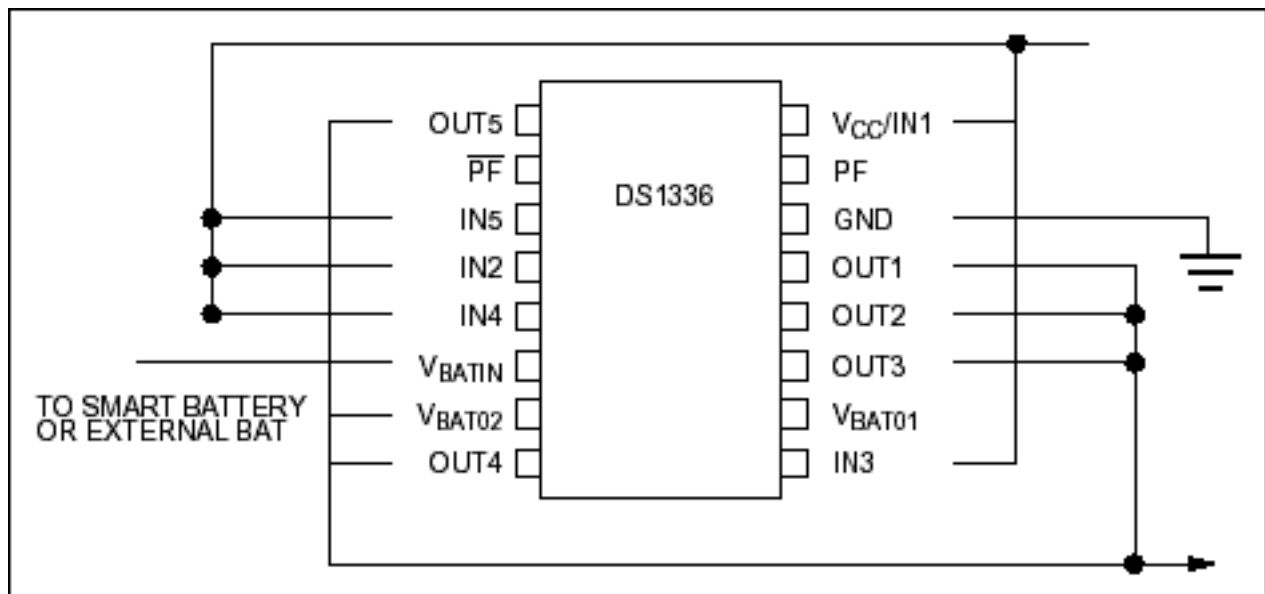 OUT5
PF
IN5
IN2
IN4
VBATIN
TO SMART BATTERY
OR EXTERNAL BAT
VBAT02
OUT4
DS1336
VCC/IN1
PF
GND
OUT1
OUT2
OUT3
VBAT01
IN3